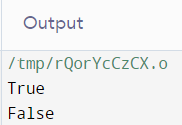 Output
/tmp/rQorYcCzCX.o
True
False